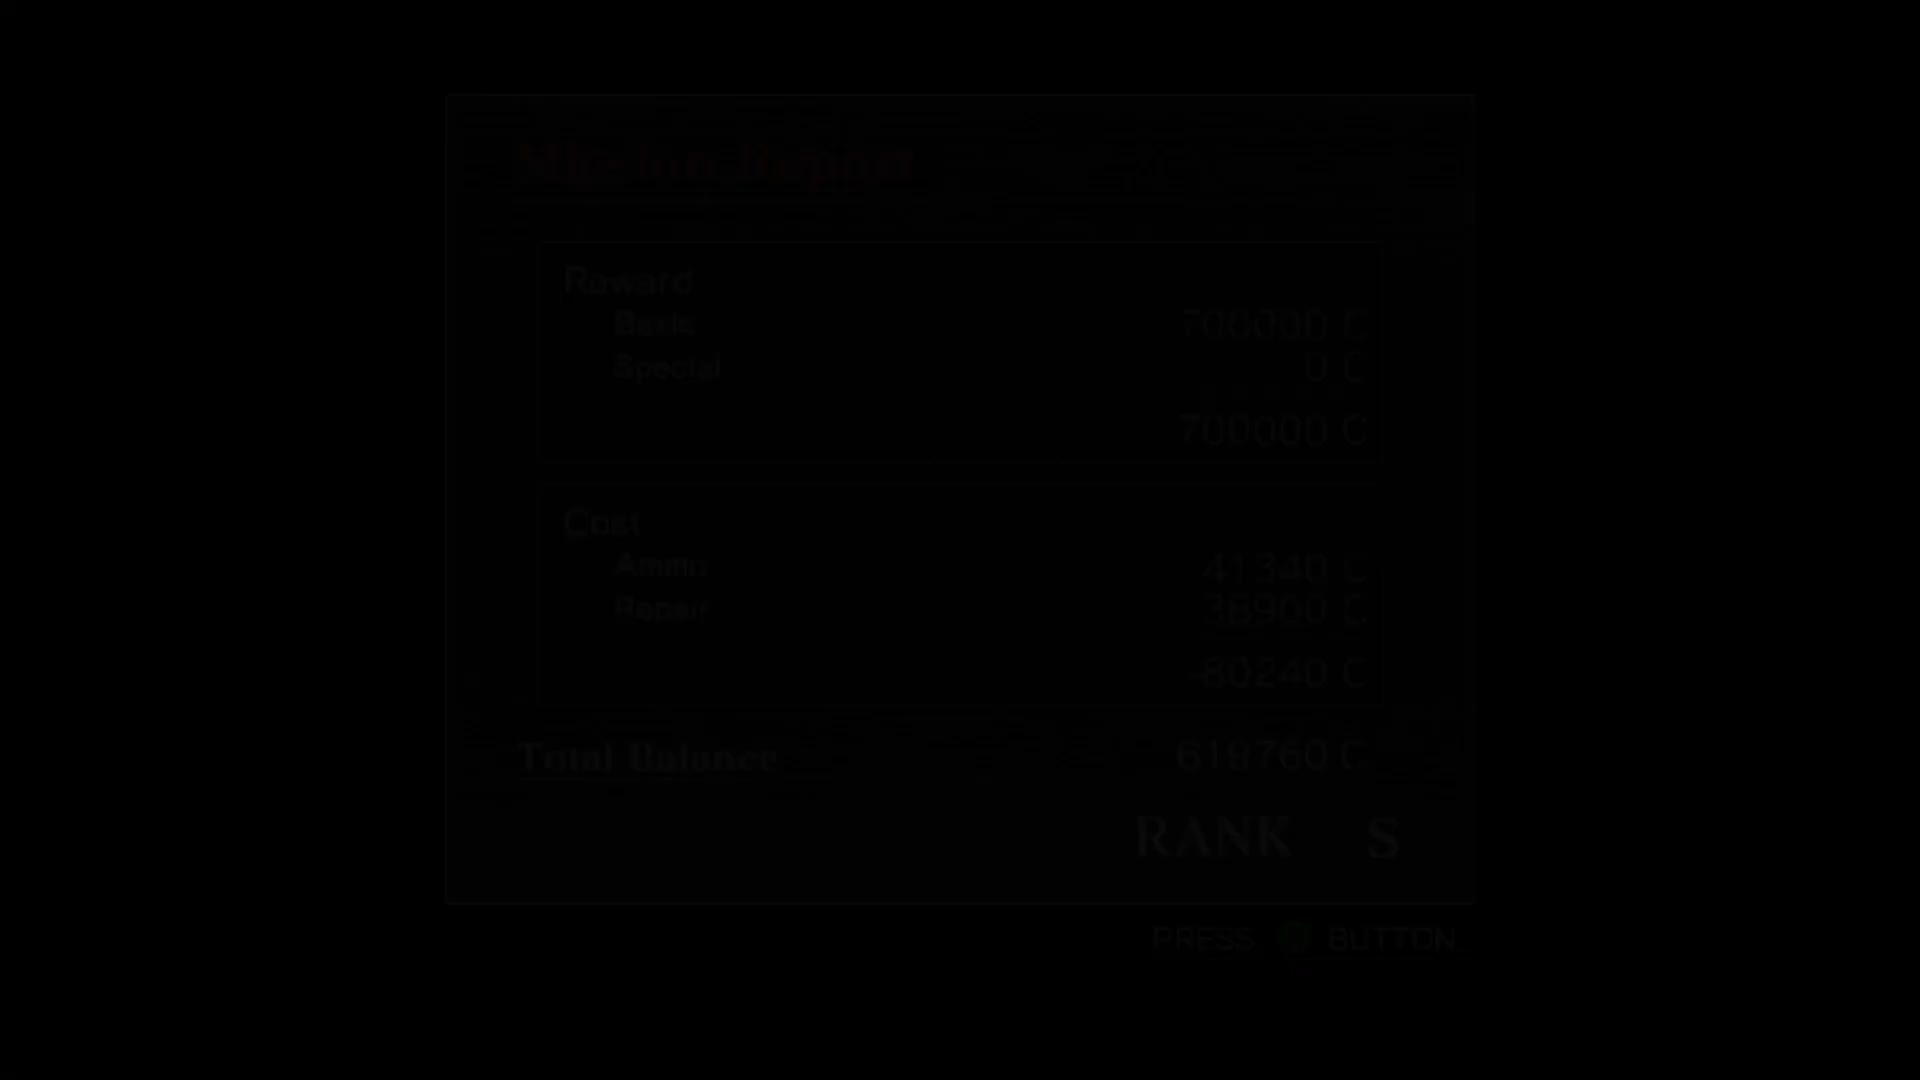 Mission Report
Reward
Basic 700000 C
Special 0 C
700000 C
Cost
Ammo 41340 C
Repair 38900 C
-80240 C
Total Balance 619760 C
RANK S
PRESS BUTTON